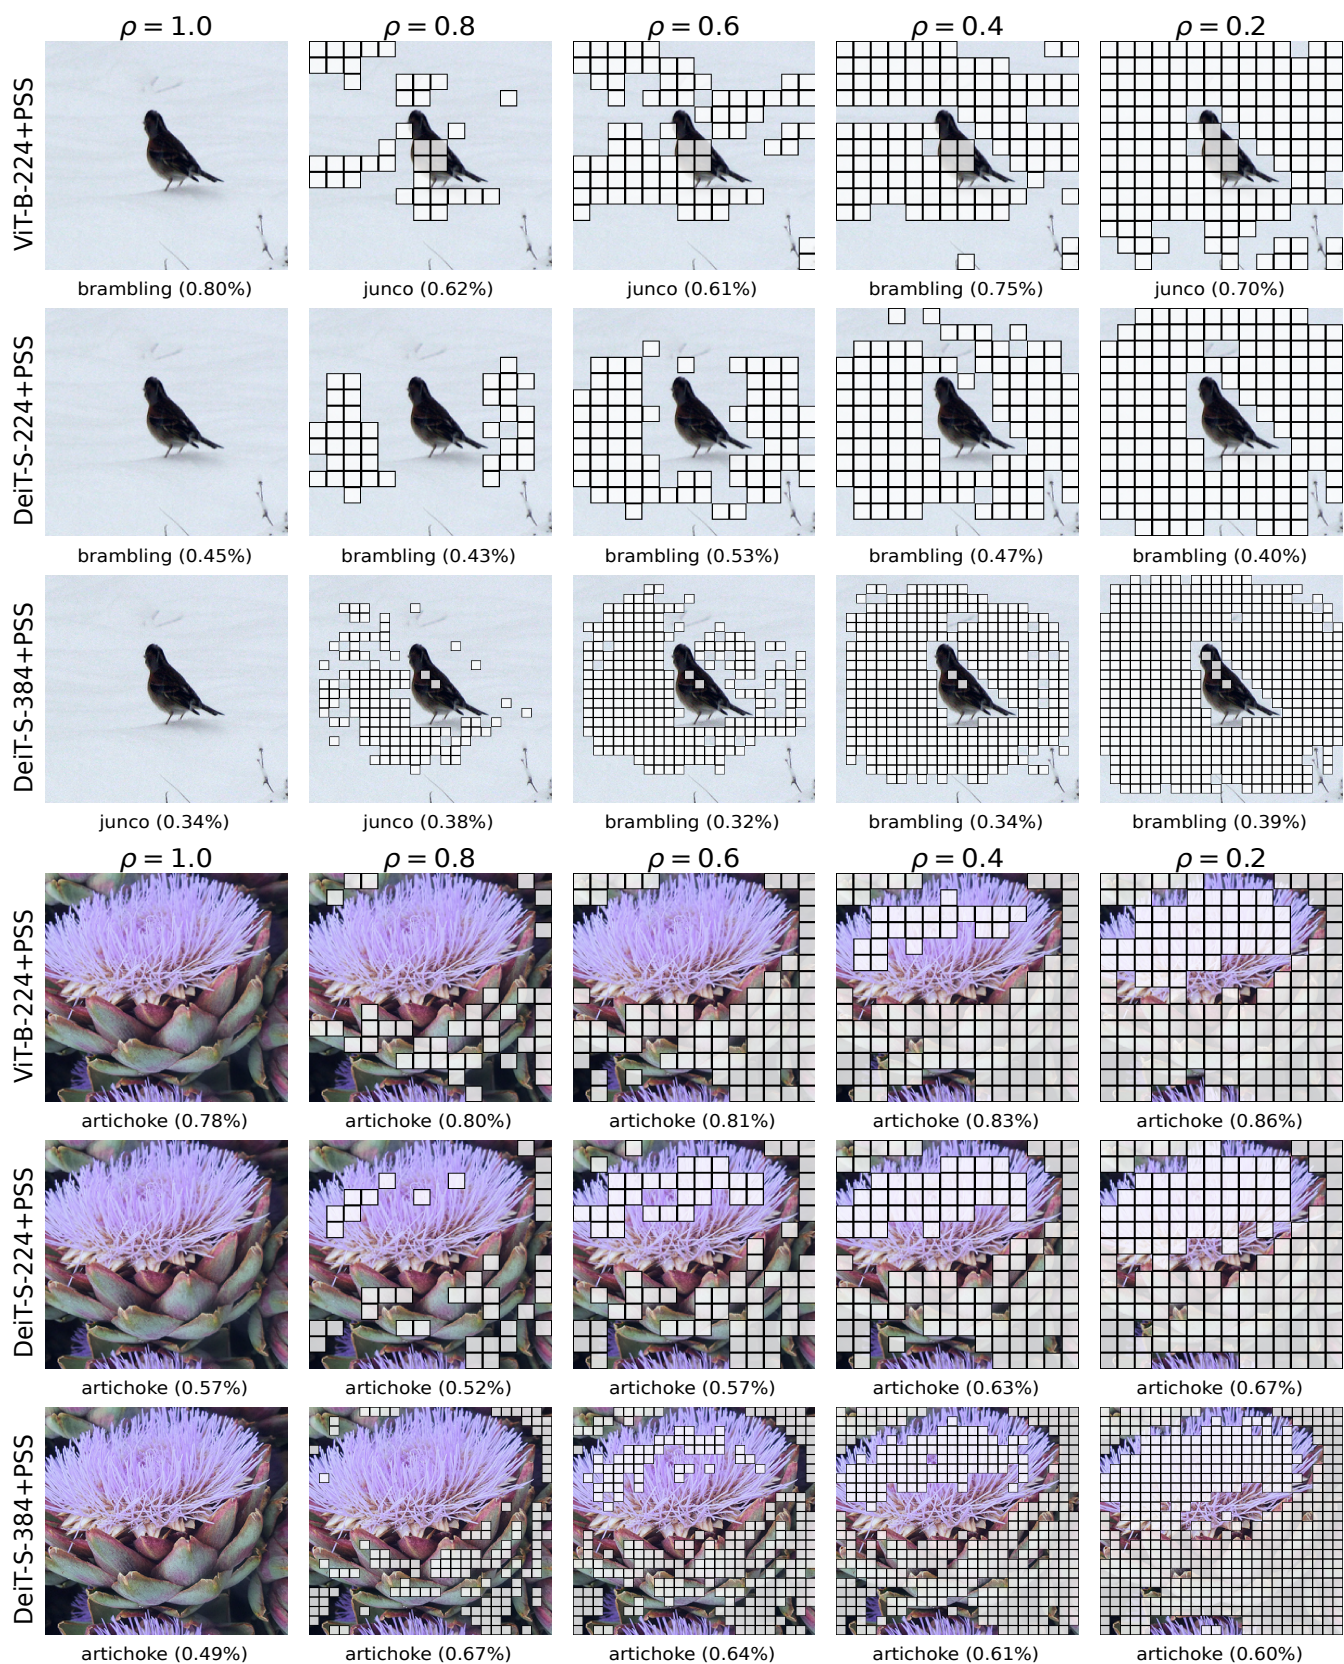 ρ = 1.0 ρ = 0.8 ρ = 0.6 ρ = 0.4 ρ = 0.2
ViT-B-224+PSS
brambling (0.80%) junco (0.62%) junco (0.61%) brambling (0.75%) junco (0.70%)
DeiT-S-224+PSS
brambling (0.45%) brambling (0.43%) brambling (0.53%) brambling (0.47%) brambling (0.40%)
DeiT-S-384+PSS
junco (0.34%) junco (0.38%) brambling (0.32%) brambling (0.34%) brambling (0.39%)
ρ = 1.0 ρ = 0.8 ρ = 0.6 ρ = 0.4 ρ = 0.2
ViT-B-224+PSS
artichoke (0.78%) artichoke (0.80%) artichoke (0.81%) artichoke (0.83%) artichoke (0.86%)
DeiT-S-224+PSS
artichoke (0.57%) artichoke (0.52%) artichoke (0.57%) artichoke (0.63%) artichoke (0.67%)
DeiT-S-384+PSS
artichoke (0.49%) artichoke (0.67%) artichoke (0.64%) artichoke (0.61%) artichoke (0.60%)